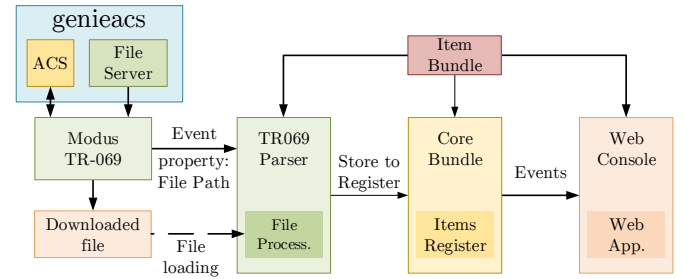 genieacs
ACS
File
Server
Item
Bundle
Modus
TR-069
Event
property:
File Path
TR069
Parser
Store to
Register
Core
Bundle
Events
Web
Console
Downloaded
file
File
loading
File
Process.
Items
Register
Web
App.